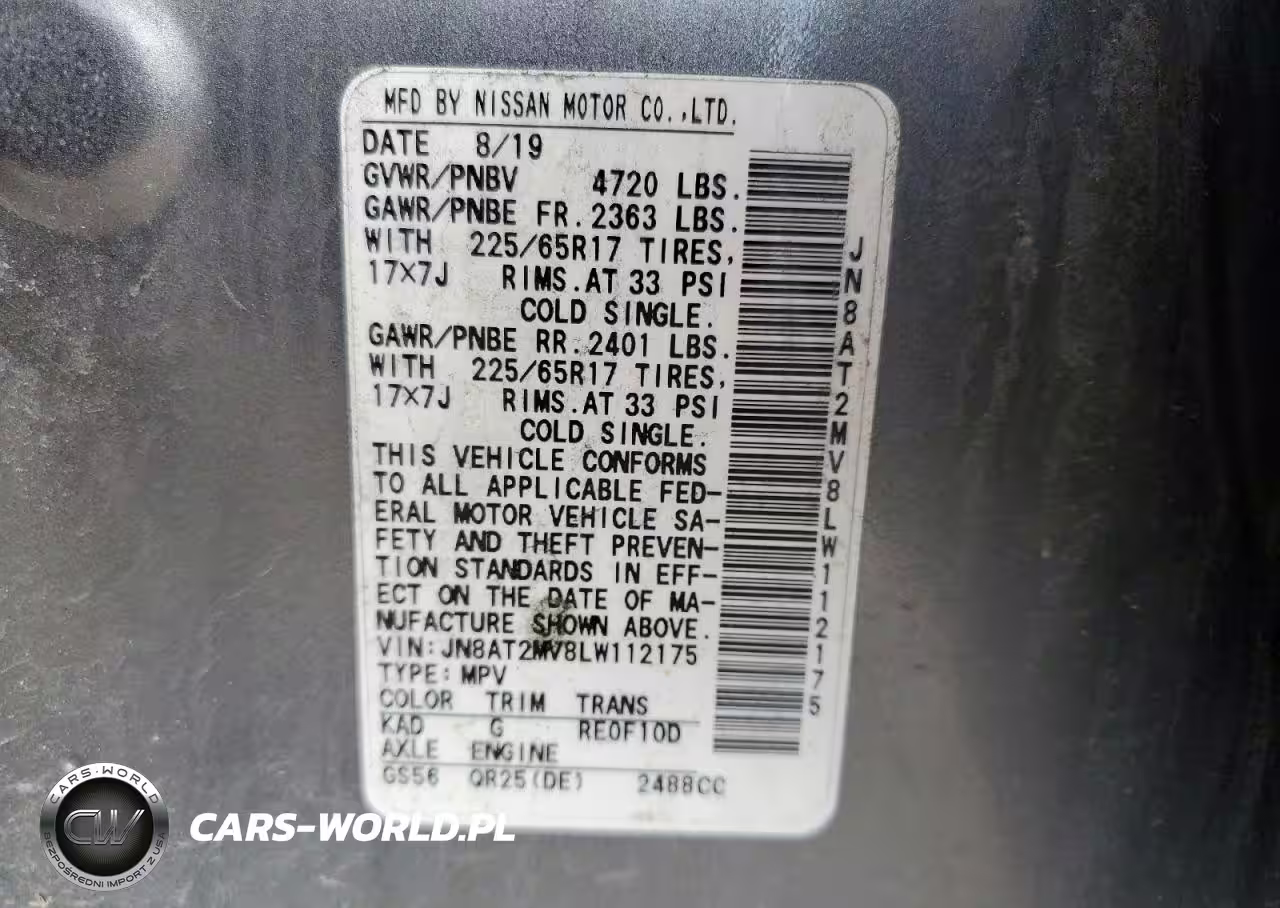 MFD BY NISSAN MOTOR CO.,LTD.
DATE 8/19
GVWR/PNBV 4720 LBS.
GAWR/PNBE FR.2363 LBS.
WITH 225/65R17 TIRES,
17×7J RIMS.AT 33 PSI
COLD SINGLE.
GAWR/PNBE RR.2401 LBS.
WITH 225/65R17 TIRES,
17×7J RIMS.AT 33 PSI
COLD SINGLE.
THIS VEHICLE CONFORMS
TO ALL APPLICABLE FED-
ERAL MOTOR VEHICLE SA-
FETY AND THEFT PREVEN-
TION STANDARDS IN EFF-
ECT ON THE DATE OF MA-
NUFACTURE SHOWN ABOVE.
VIN:JN8AT2MV8LW112175
TYPE:MPV
COLOR TRIM TRANS
KAD G RE0F10D
AXLE ENGINE
GS56 QR25(DE) 2488CC
JN8AT2MV8LW112175
CARS-WORLD
CW
BEZPOŚREDNI IMPORT Z USA
CARS-WORLD.PL